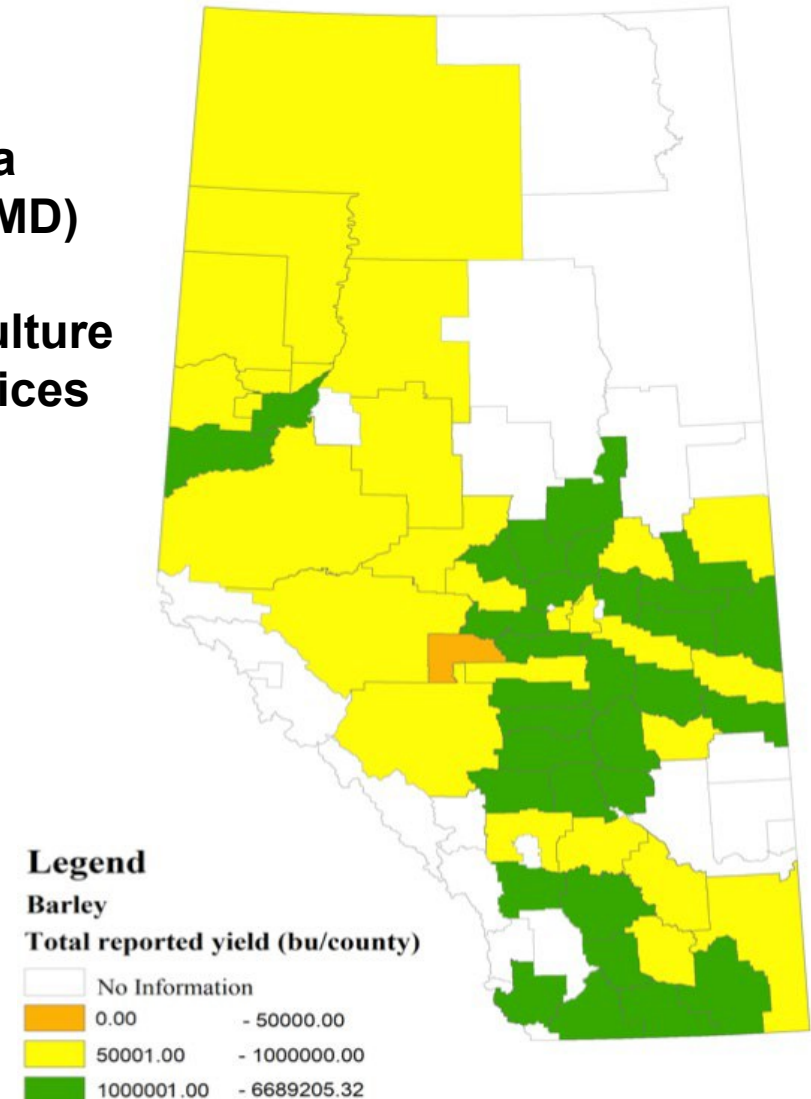 a
MD)
ulture
ices
Legend
Barley
Total reported yield (bu/county)
No Information
0.00 - 50000.00
50001.00 - 1000000.00
1000001.00 - 6689205.32